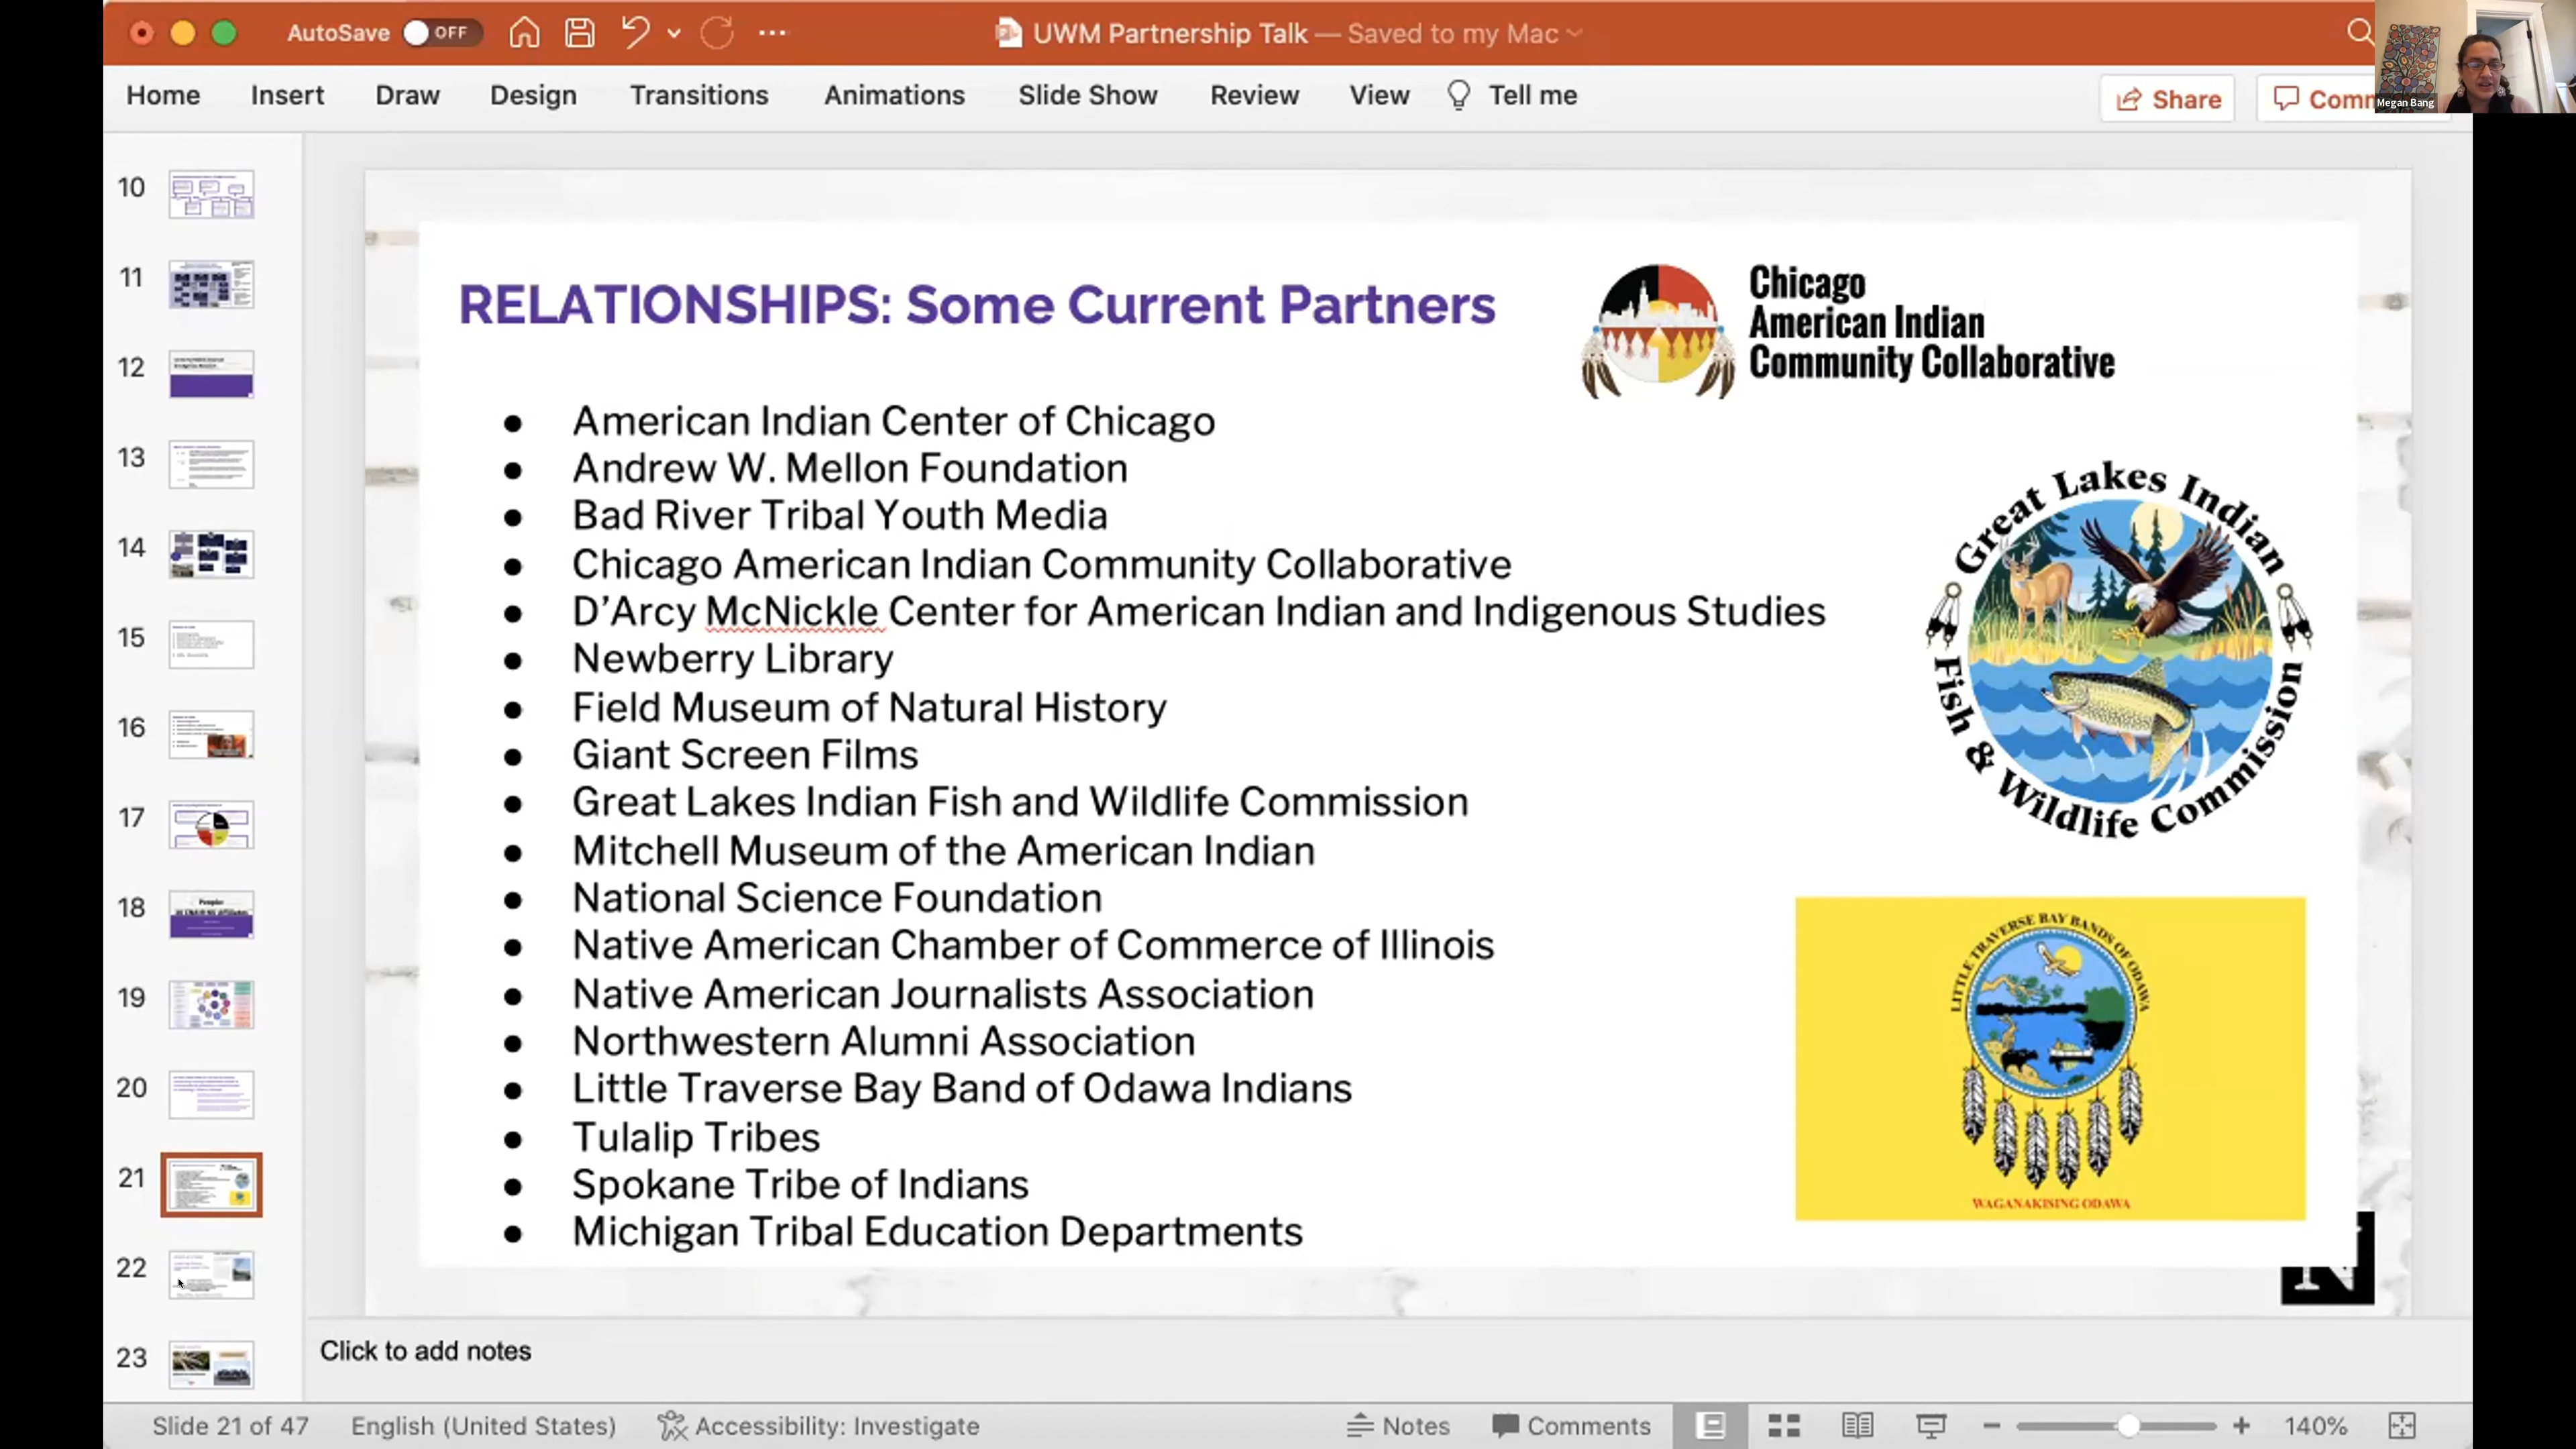 AutoSave OFF
UWM Partnership Talk — Saved to my Mac
Megan Bang
Home Insert Draw Design Transitions Animations Slide Show Review View Tell me
Share
Comm
10
11
12
13
14
15
16
17
18
19
20
21
22
23
RELATIONSHIPS: Some Current Partners
Chicago
American Indian
Community Collaborative
● American Indian Center of Chicago
● Andrew W. Mellon Foundation
● Bad River Tribal Youth Media
● Chicago American Indian Community Collaborative
● D’Arcy McNickle Center for American Indian and Indigenous Studies
● Newberry Library
● Field Museum of Natural History
● Giant Screen Films
● Great Lakes Indian Fish and Wildlife Commission
● Mitchell Museum of the American Indian
● National Science Foundation
● Native American Chamber of Commerce of Illinois
● Native American Journalists Association
● Northwestern Alumni Association
● Little Traverse Bay Band of Odawa Indians
● Tulalip Tribes
● Spokane Tribe of Indians
● Michigan Tribal Education Departments
Great Lakes Indian
Fish & Wildlife Commission
LITTLE TRAVERSE BAY BANDS OF ODAWA
WAGANAKISING ODAWA
N
Click to add notes
Slide 21 of 47 English (United States) Accessibility: Investigate Notes Comments 140%